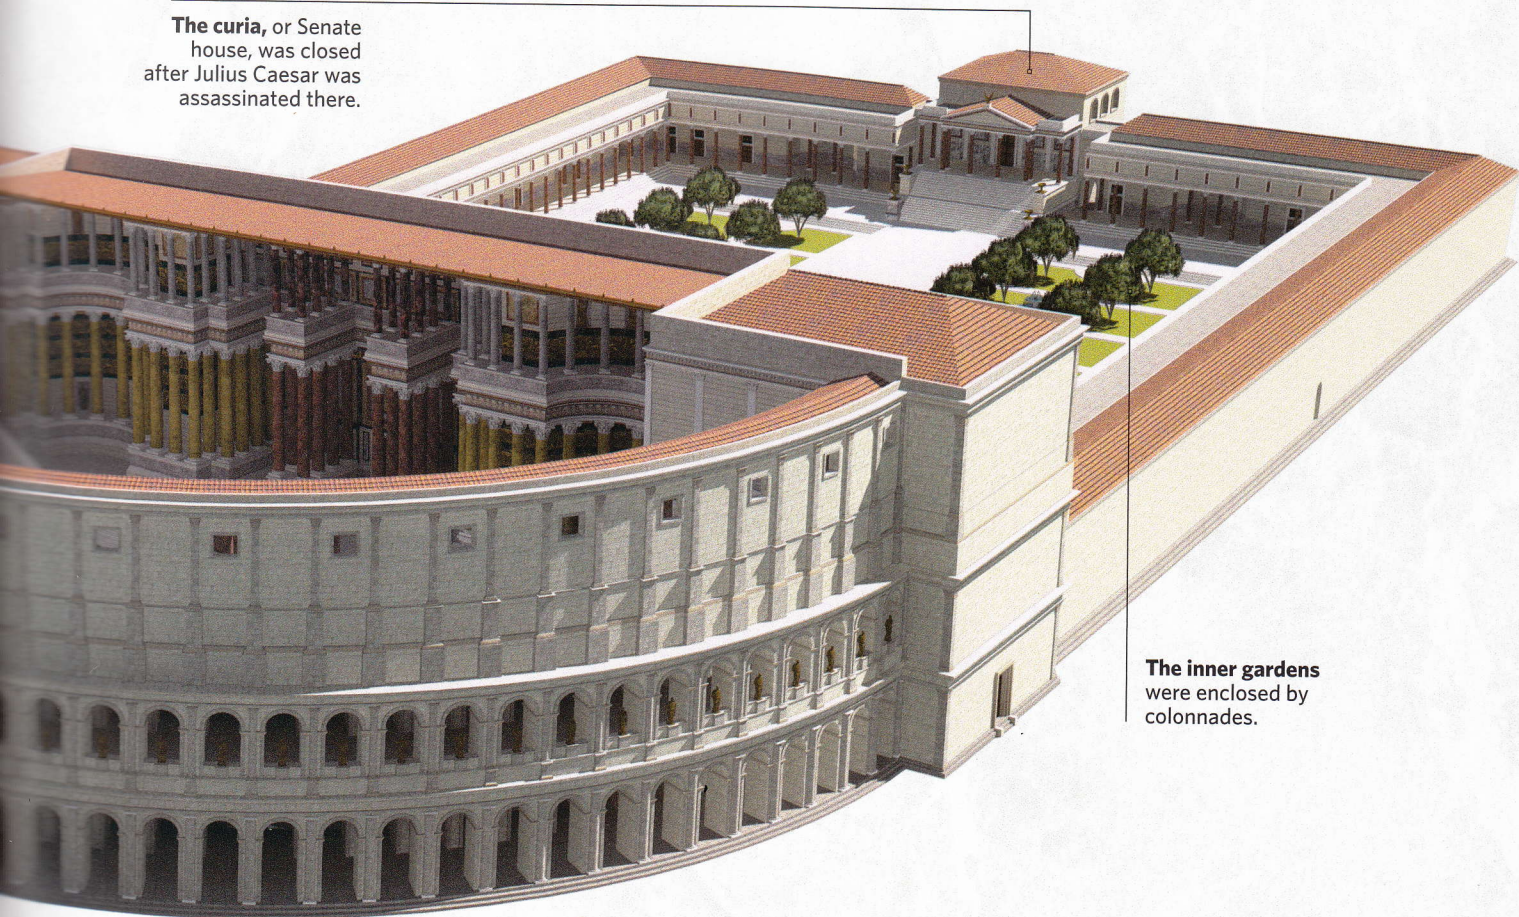 The curia, or Senate
house, was closed
after Julius Caesar was
assassinated there.
The inner gardens
were enclosed by
colonnades.